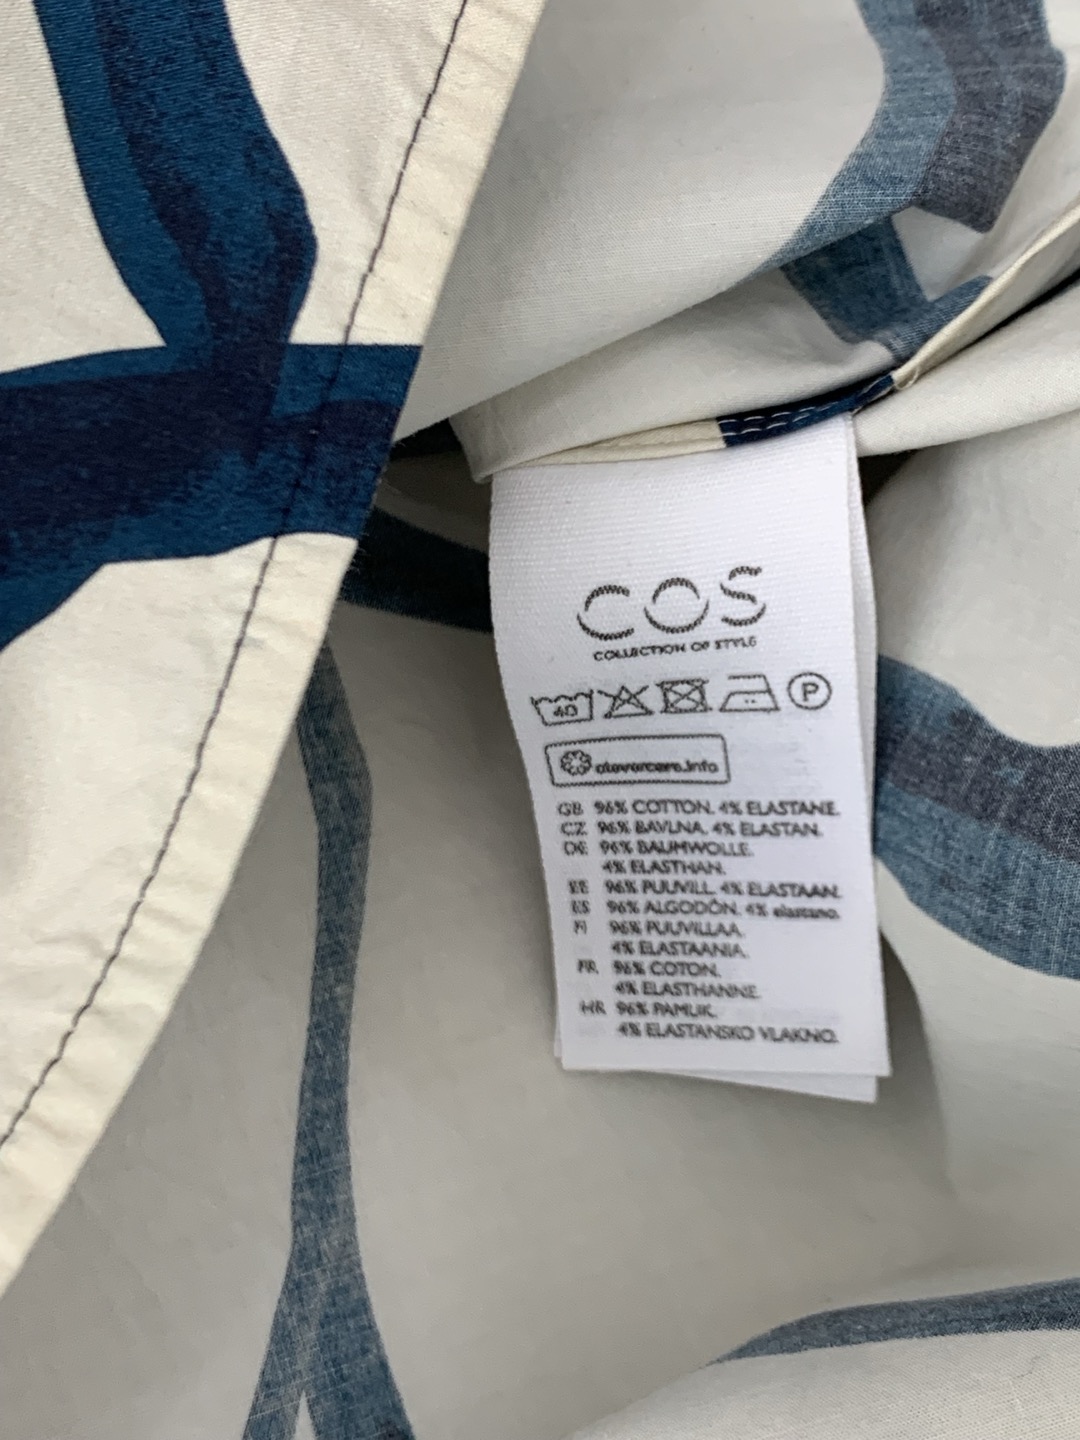 COS
COLLECTION OF STYLE
40
P
clevercare.info
GB 96% COTTON. 4% ELASTANE.
CZ 96% BAVLNA. 4% ELASTAN.
DE 96% BAUMWOLLE.
4% ELASTHAN.
EE 96% PUUVILL. 4% ELASTAAN.
ES 96% ALGODÓN. 4% elastano.
FI 96% PUUVILLAA.
4% ELASTAANIA.
FR 96% COTON.
4% ELASTHANNE.
HR 96% PAMUK.
4% ELASTANSKO VLAKNO.